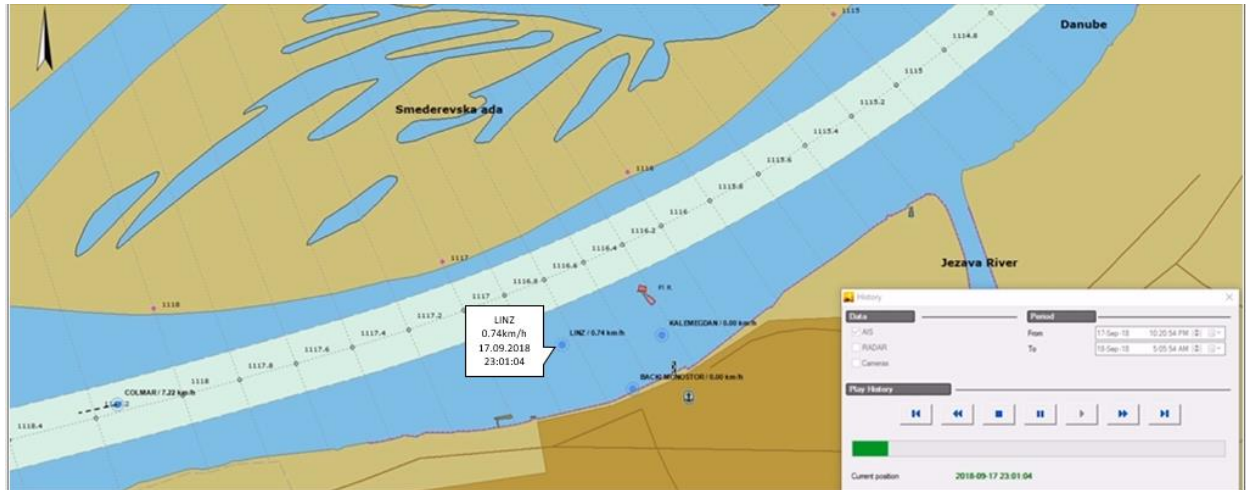 Danube
1115
1114.8
1115
1115.2
1115.4
1115.6
1115.8
Smederevska ada
1116
1116
1116.2
1116.4
1116.6
1116.8
1117
1117
1117.2
1117.4
1117.6
1117.8
1118
1118
1118.4
Jezava River
Fl R
KALEMEGDAN / 0.00 km/h
LINZ / 0.74 km/h
LINZ
0.74km/h
17.09.2018
23:01:04
BACKI MONOSTOR / 0.00 km/h
COLMAR / 7.22 km/h
History
Data
AIS
RADAR
Cameras
Period
From
17-Sep-18 10:20:54 PM
To
18-Sep-18 5:05:54 AM
Play History
Current position 2018-09-17 23:01:04